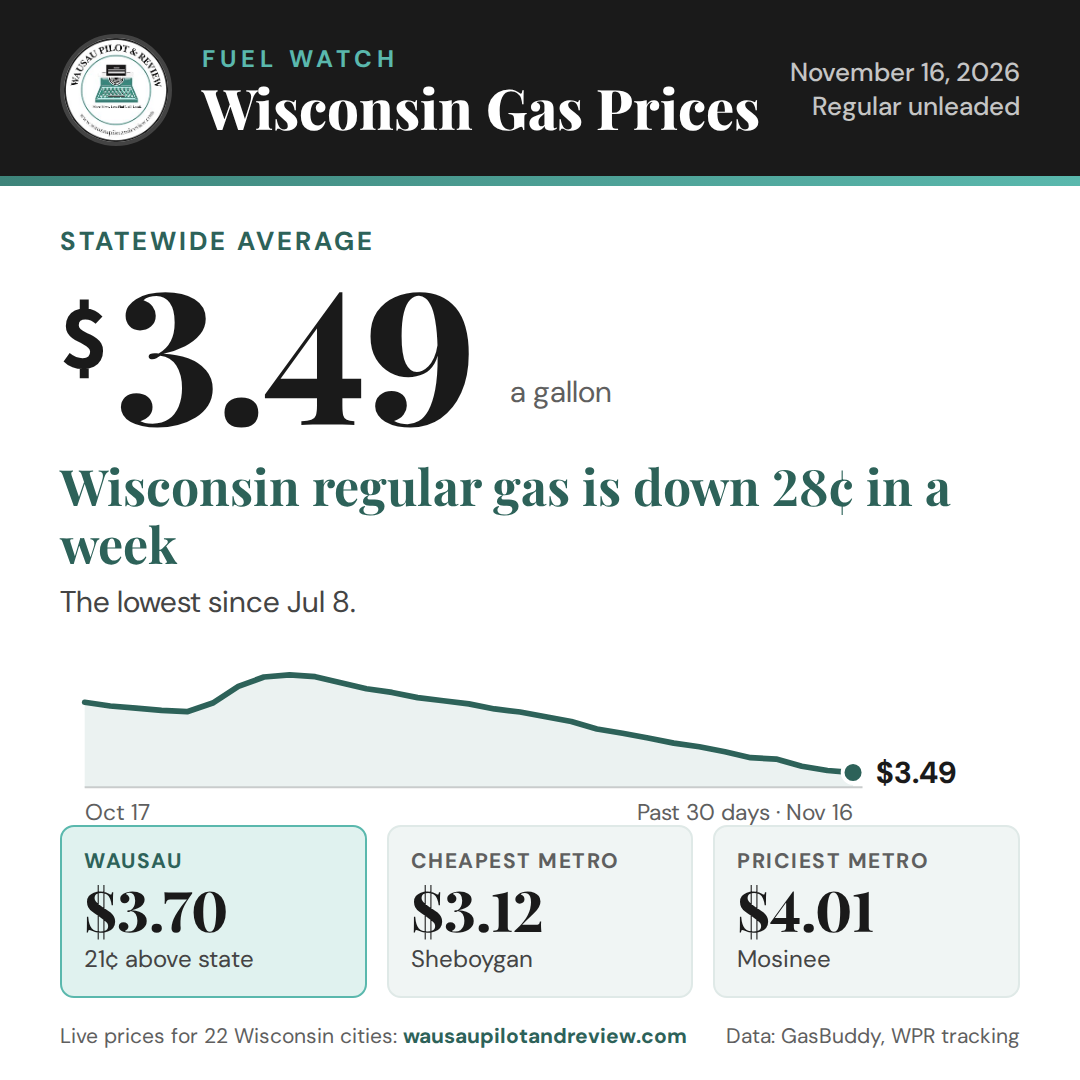 WAUSAU PILOT & REVIEW
www.wausaupilotandreview.com
FUEL WATCH
Wisconsin Gas Prices
November 16, 2026
Regular unleaded
STATEWIDE AVERAGE
$3.49 a gallon
Wisconsin regular gas is down 28¢ in a
week
The lowest since Jul 8.
$3.49
Oct 17
Past 30 days · Nov 16
WAUSAU
$3.70
21¢ above state
CHEAPEST METRO
$3.12
Sheboygan
PRICIEST METRO
$4.01
Mosinee
Live prices for 22 Wisconsin cities: wausaupilotandreview.com
Data: GasBuddy, WPR tracking